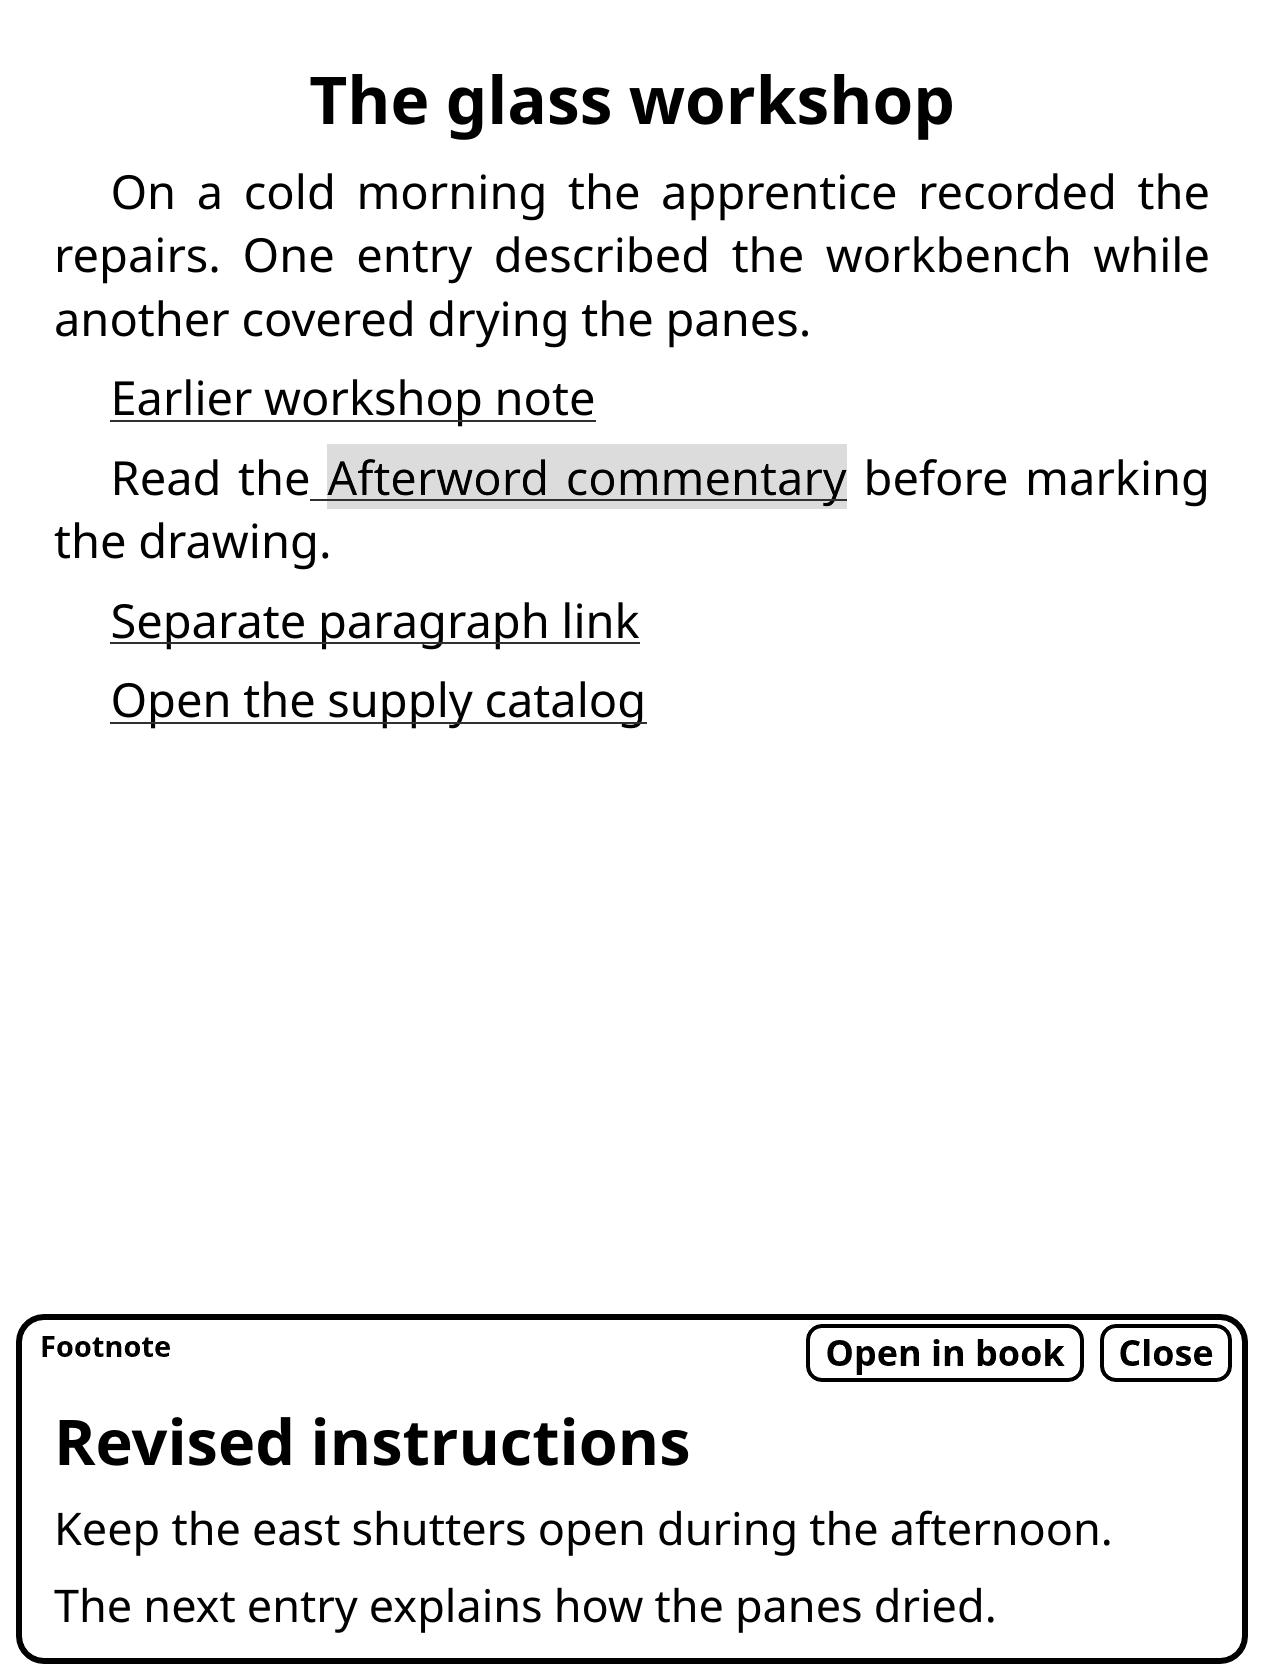 The glass workshop
On a cold morning the apprentice recorded the
repairs. One entry described the workbench while
another covered drying the panes.
Earlier workshop note
Read the Afterword commentary before marking
the drawing.
Separate paragraph link
Open the supply catalog
Footnote
Open in book
Close
Revised instructions
Keep the east shutters open during the afternoon.
The next entry explains how the panes dried.